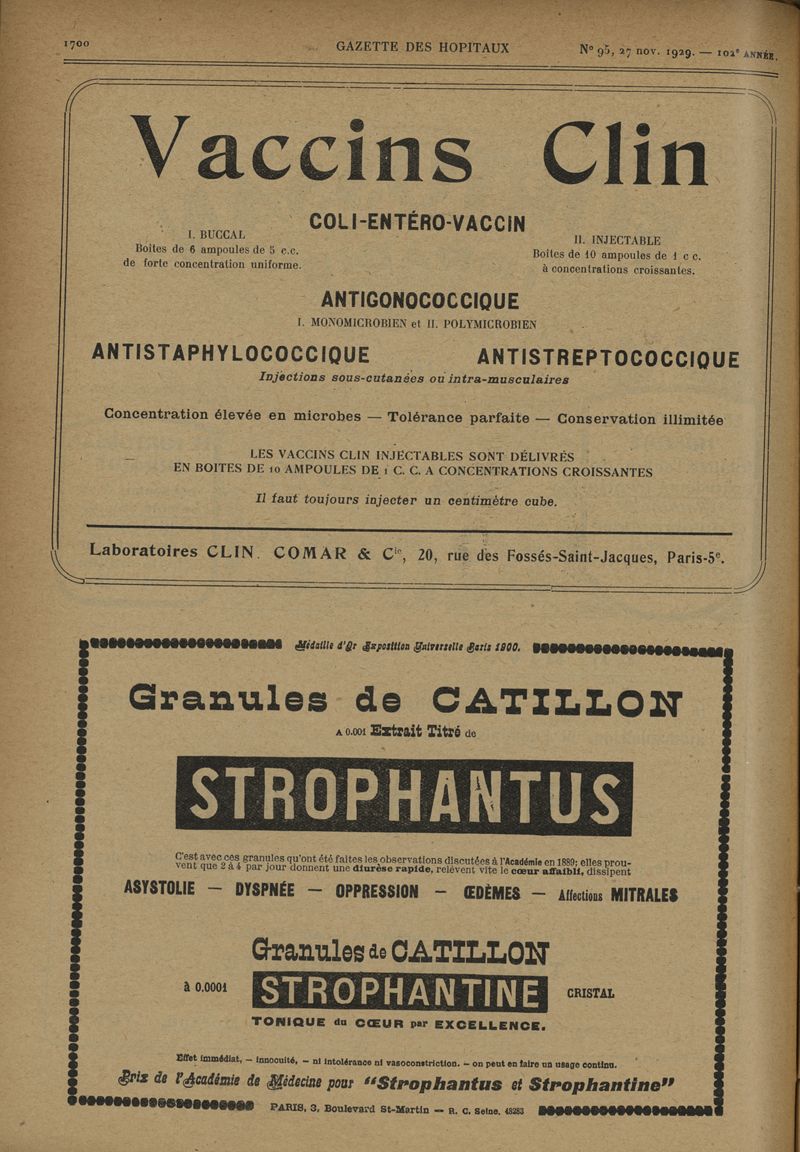 1700
GAZETTE DES HOPITAUX
N° 95, 27 nov. 1929. — 102e ANNÉE.
Vaccins Clin
COLI-ENTÉRO-VACCIN
I. BUCCAL
Boîtes de 6 ampoules de 5 c.c.
de forte concentration uniforme.
II. INJECTABLE
Boîtes de 10 ampoules de 1 c c.
à concentrations croissantes.
ANTIGONOCOCCIQUE
I. MONOMICROBIEN et II. POLYMICROBIEN
ANTISTAPHYLOCOCCIQUE ANTISTREPTOCOCCIQUE
Injections sous-cutanées ou intra-musculaires
Concentration élevée en microbes — Tolérance parfaite — Conservation illimitée
LES VACCINS CLIN INJECTABLES SONT DÉLIVRÉS
EN BOITES DE 10 AMPOULES DE 1 C. C. A CONCENTRATIONS CROISSANTES
Il faut toujours injecter un centimètre cube.
Laboratoires CLIN. COMAR & Cie, 20, rue des Fossés-Saint-Jacques, Paris-5e.
Médaille d'Or Exposition Universelle Paris 1900.
Granules de CATILLON
A 0.001 Extrait Titré de
STROPHANTUS
C'est avec ces granules qu'ont été faites les observations discutées à l'Académie en 1889; elles prou-
vent que 2 à 4 par jour donnent une diurèse rapide, relèvent vite le cœur affaibli, dissipent
ASYSTOLIE — DYSPNÉE — OPPRESSION — ŒDÈMES — Affections MITRALES
Granules de CATILLON
à 0.0001 STROPHANTINE CRISTAL
TONIQUE du CŒUR par EXCELLENCE.
Effet immédiat, — innocuité, — ni intolérance ni vasoconstriction. — on peut en faire un usage continu.
Prix de l'Académie de Médecine pour "Strophantus et Strophantine"
PARIS, 3, Boulevard St-Martin — R. C. Seine, 48283